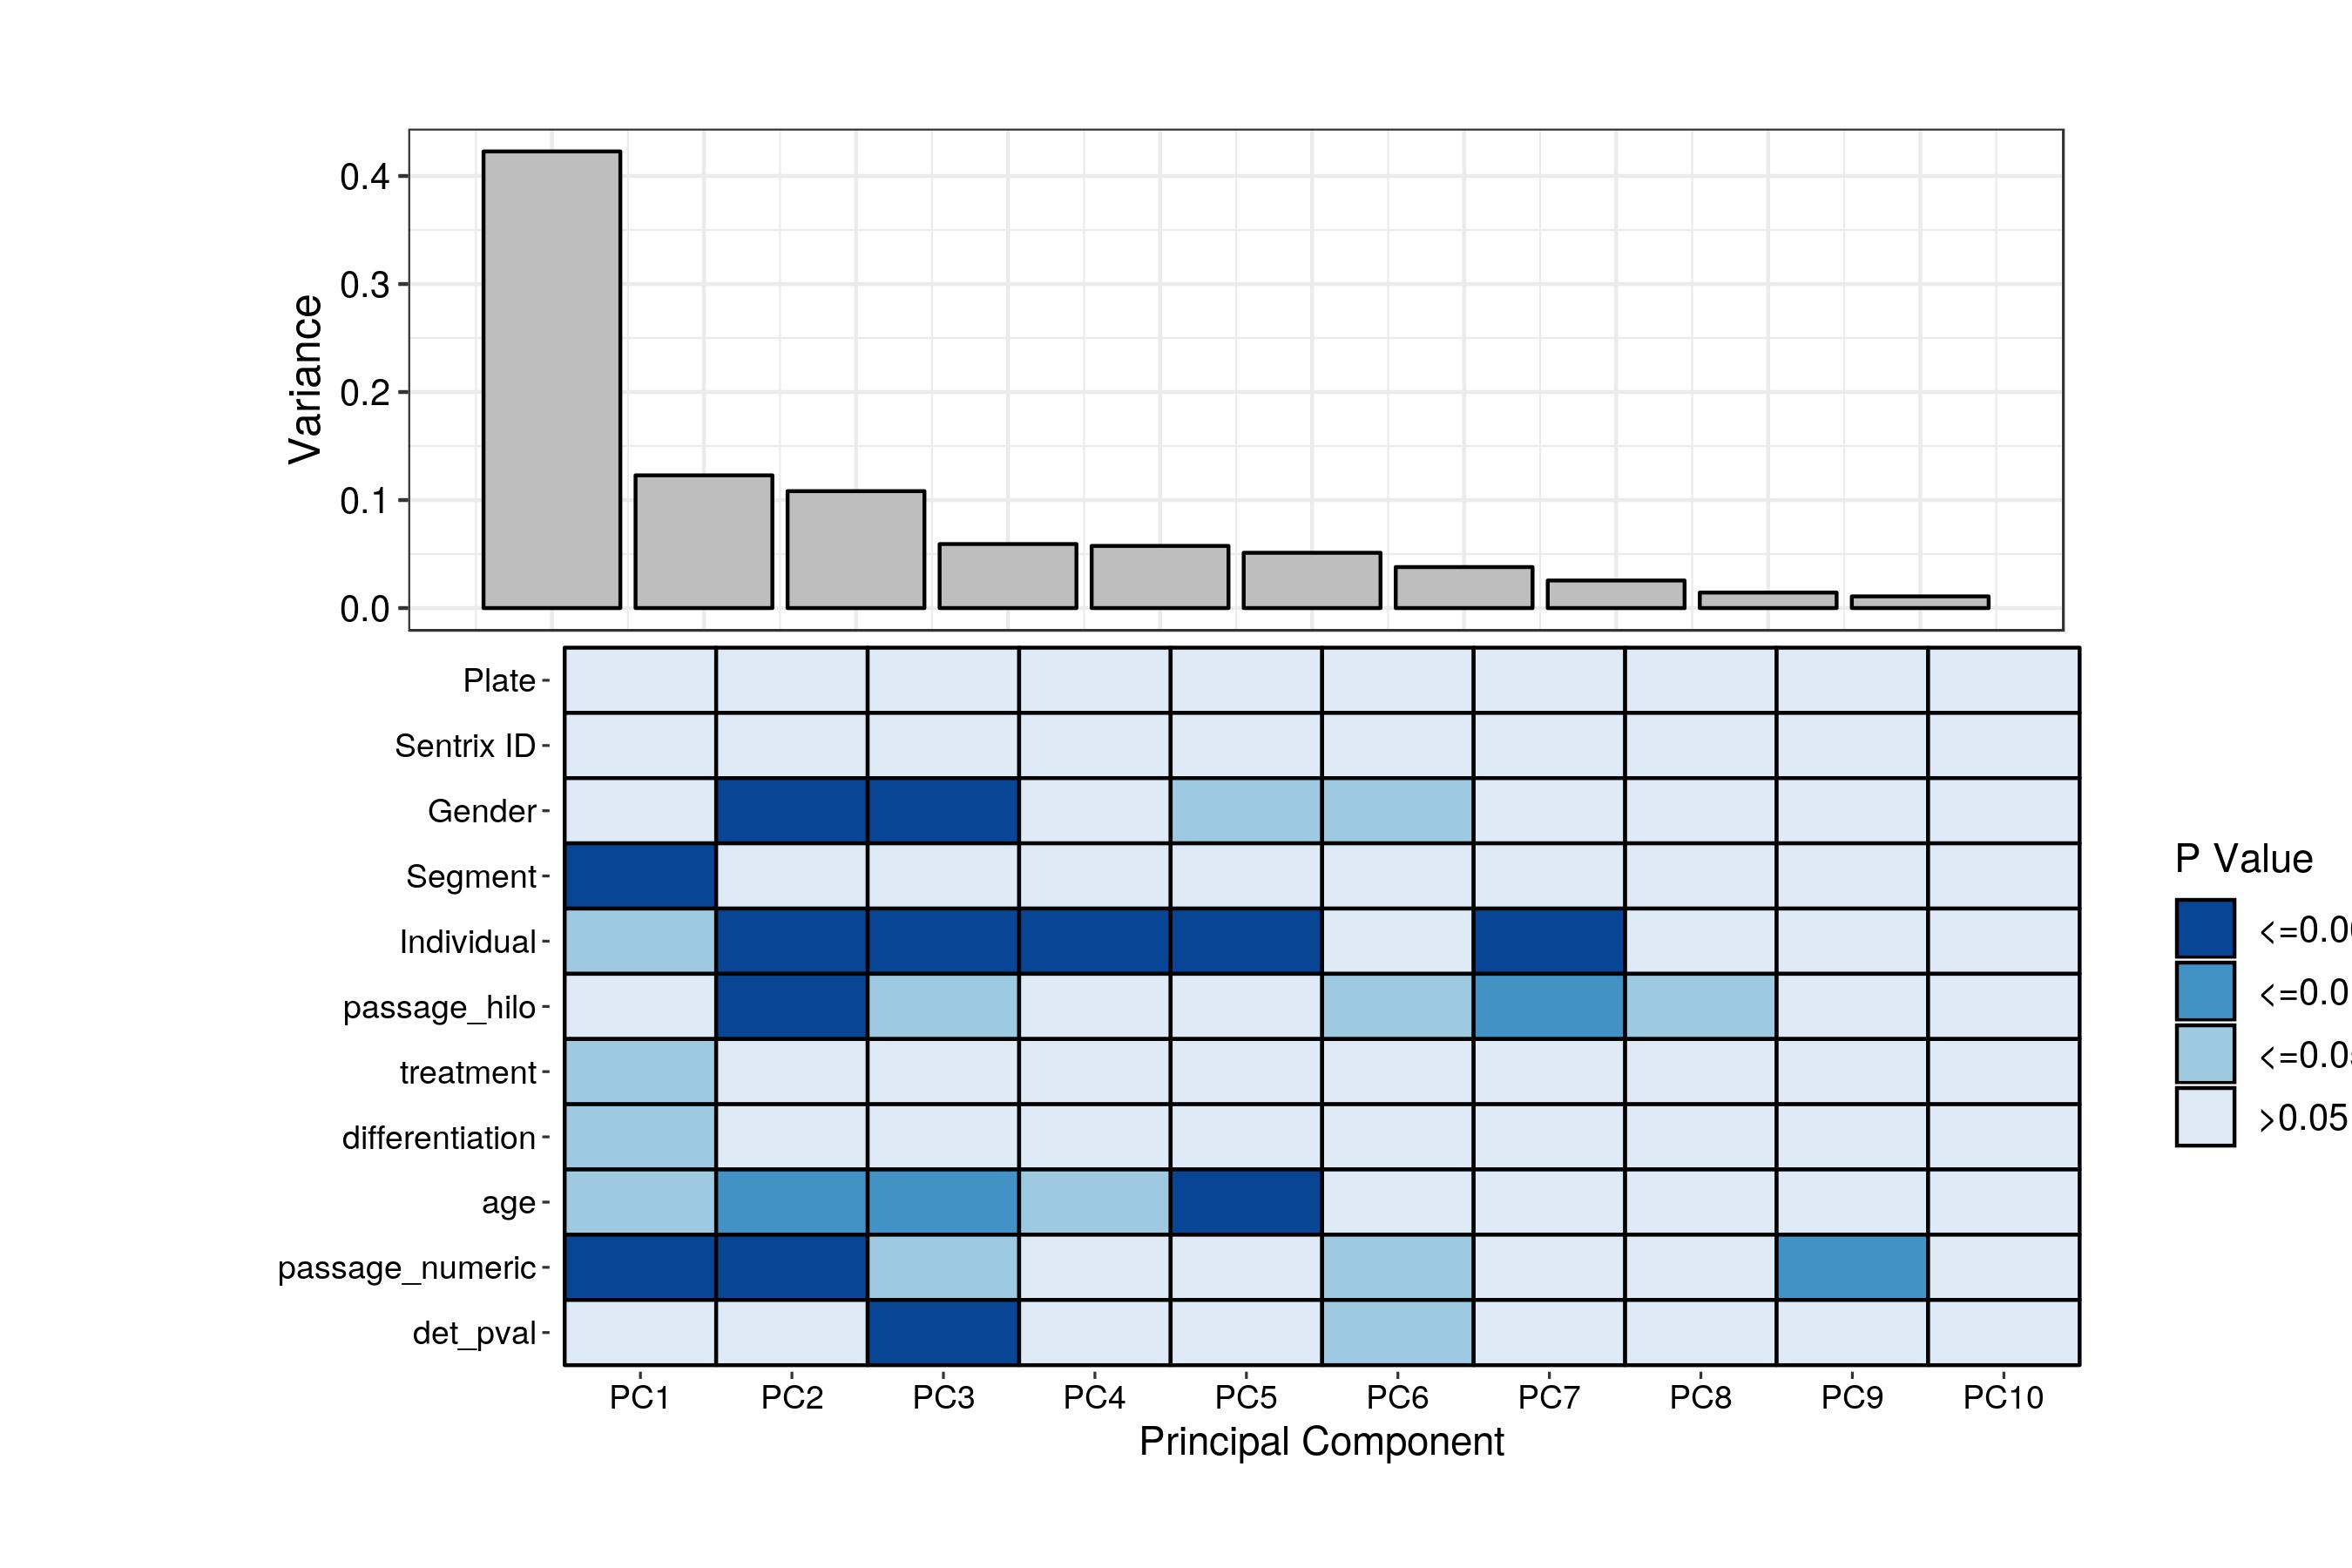 Variance
0.4
0.3
0.2
0.1
0.0
Plate
Sentrix ID
Gender
Segment
Individual
passage_hilo
treatment
differentiation
age
passage_numeric
det_pval
PC1 PC2 PC3 PC4 PC5 PC6 PC7 PC8 PC9 PC10
Principal Component
P Value
>0.05